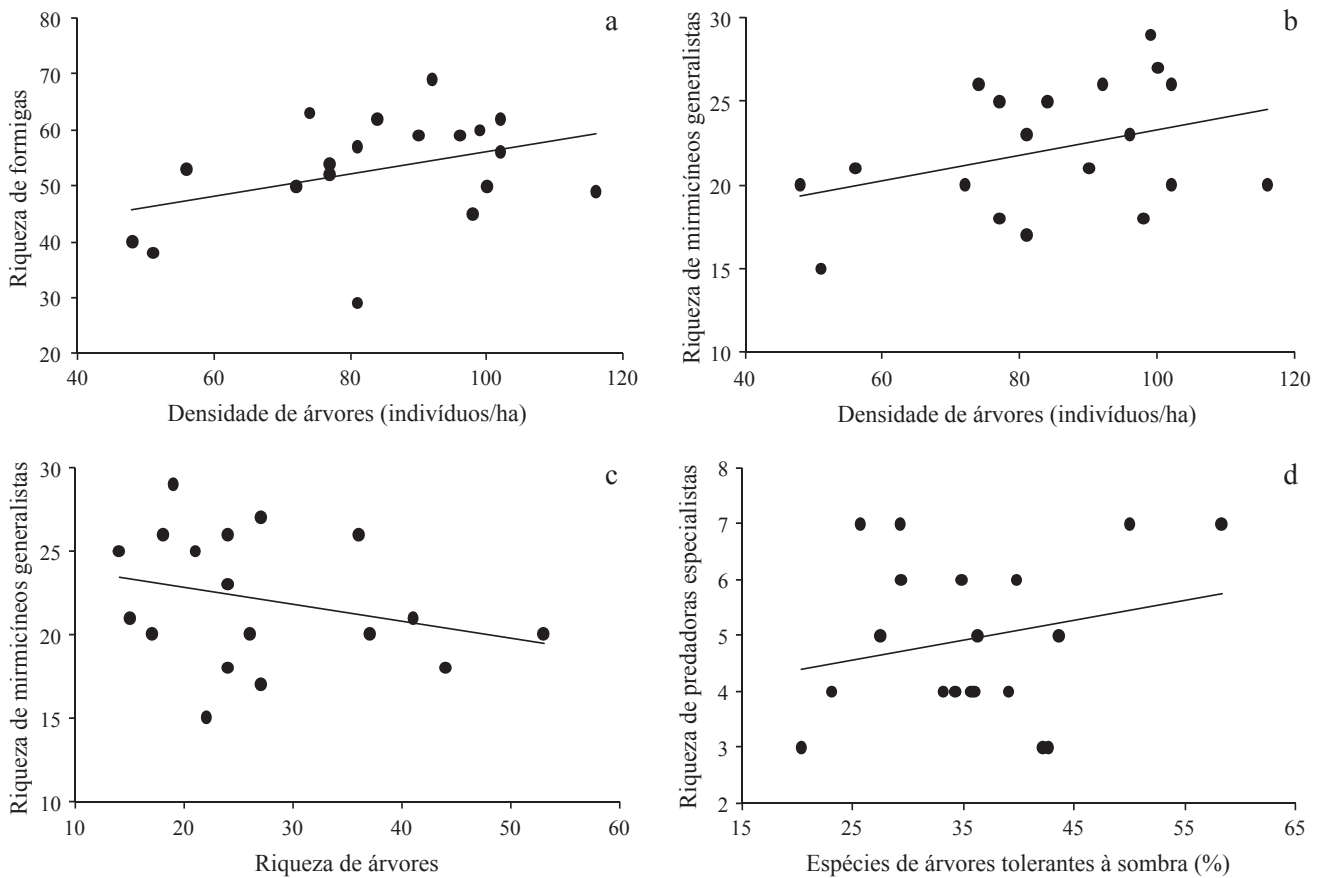 a
Riqueza de formigas
80
70
60
50
40
30
20
40 60 80 100 120
Densidade de árvores (indivíduos/ha)
b
Riqueza de mirmicíneos generalistas
30
25
20
15
10
40 60 80 100 120
Densidade de árvores (indivíduos/ha)
c
Riqueza de mirmicíneos generalistas
30
25
20
15
10
10 20 30 40 50 60
Riqueza de árvores
d
Riqueza de predadoras especialistas
8
7
6
5
4
3
2
15 25 35 45 55 65
Espécies de árvores tolerantes à sombra (%)